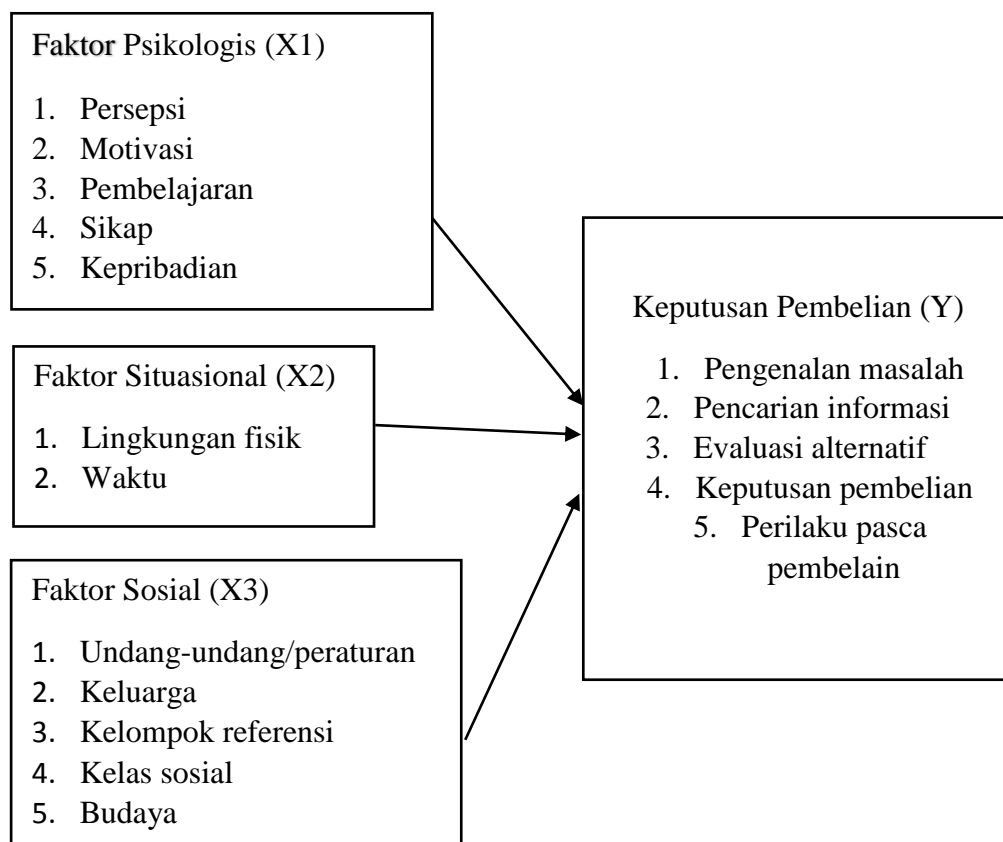 Faktor Psikologis (X1)
1. Persepsi
2. Motivasi
3. Pembelajaran
4. Sikap
5. Kepribadian
Faktor Situasional (X2)
1. Lingkungan fisik
2. Waktu
Faktor Sosial (X3)
1. Undang-undang/peraturan
2. Keluarga
3. Kelompok referensi
4. Kelas sosial
5. Budaya
Keputusan Pembelian (Y)
1. Pengenalan masalah
2. Pencarian informasi
3. Evaluasi alternatif
4. Keputusan pembelian
5. Perilaku pasca
pembelain